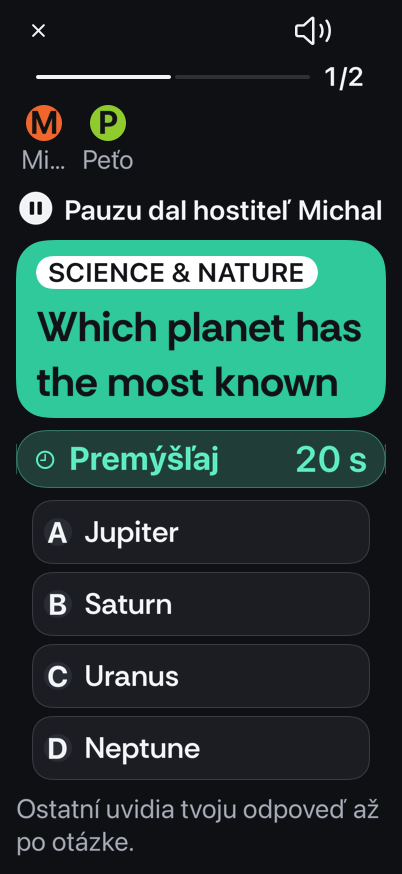 1/2
M P
Mi... Peťo
Pauzu dal hostiteľ Michal
SCIENCE & NATURE
Which planet has
the most known
Premýšľaj 20 s
A Jupiter
B Saturn
C Uranus
D Neptune
Ostatní uvidia tvoju odpoveď až
po otázke.